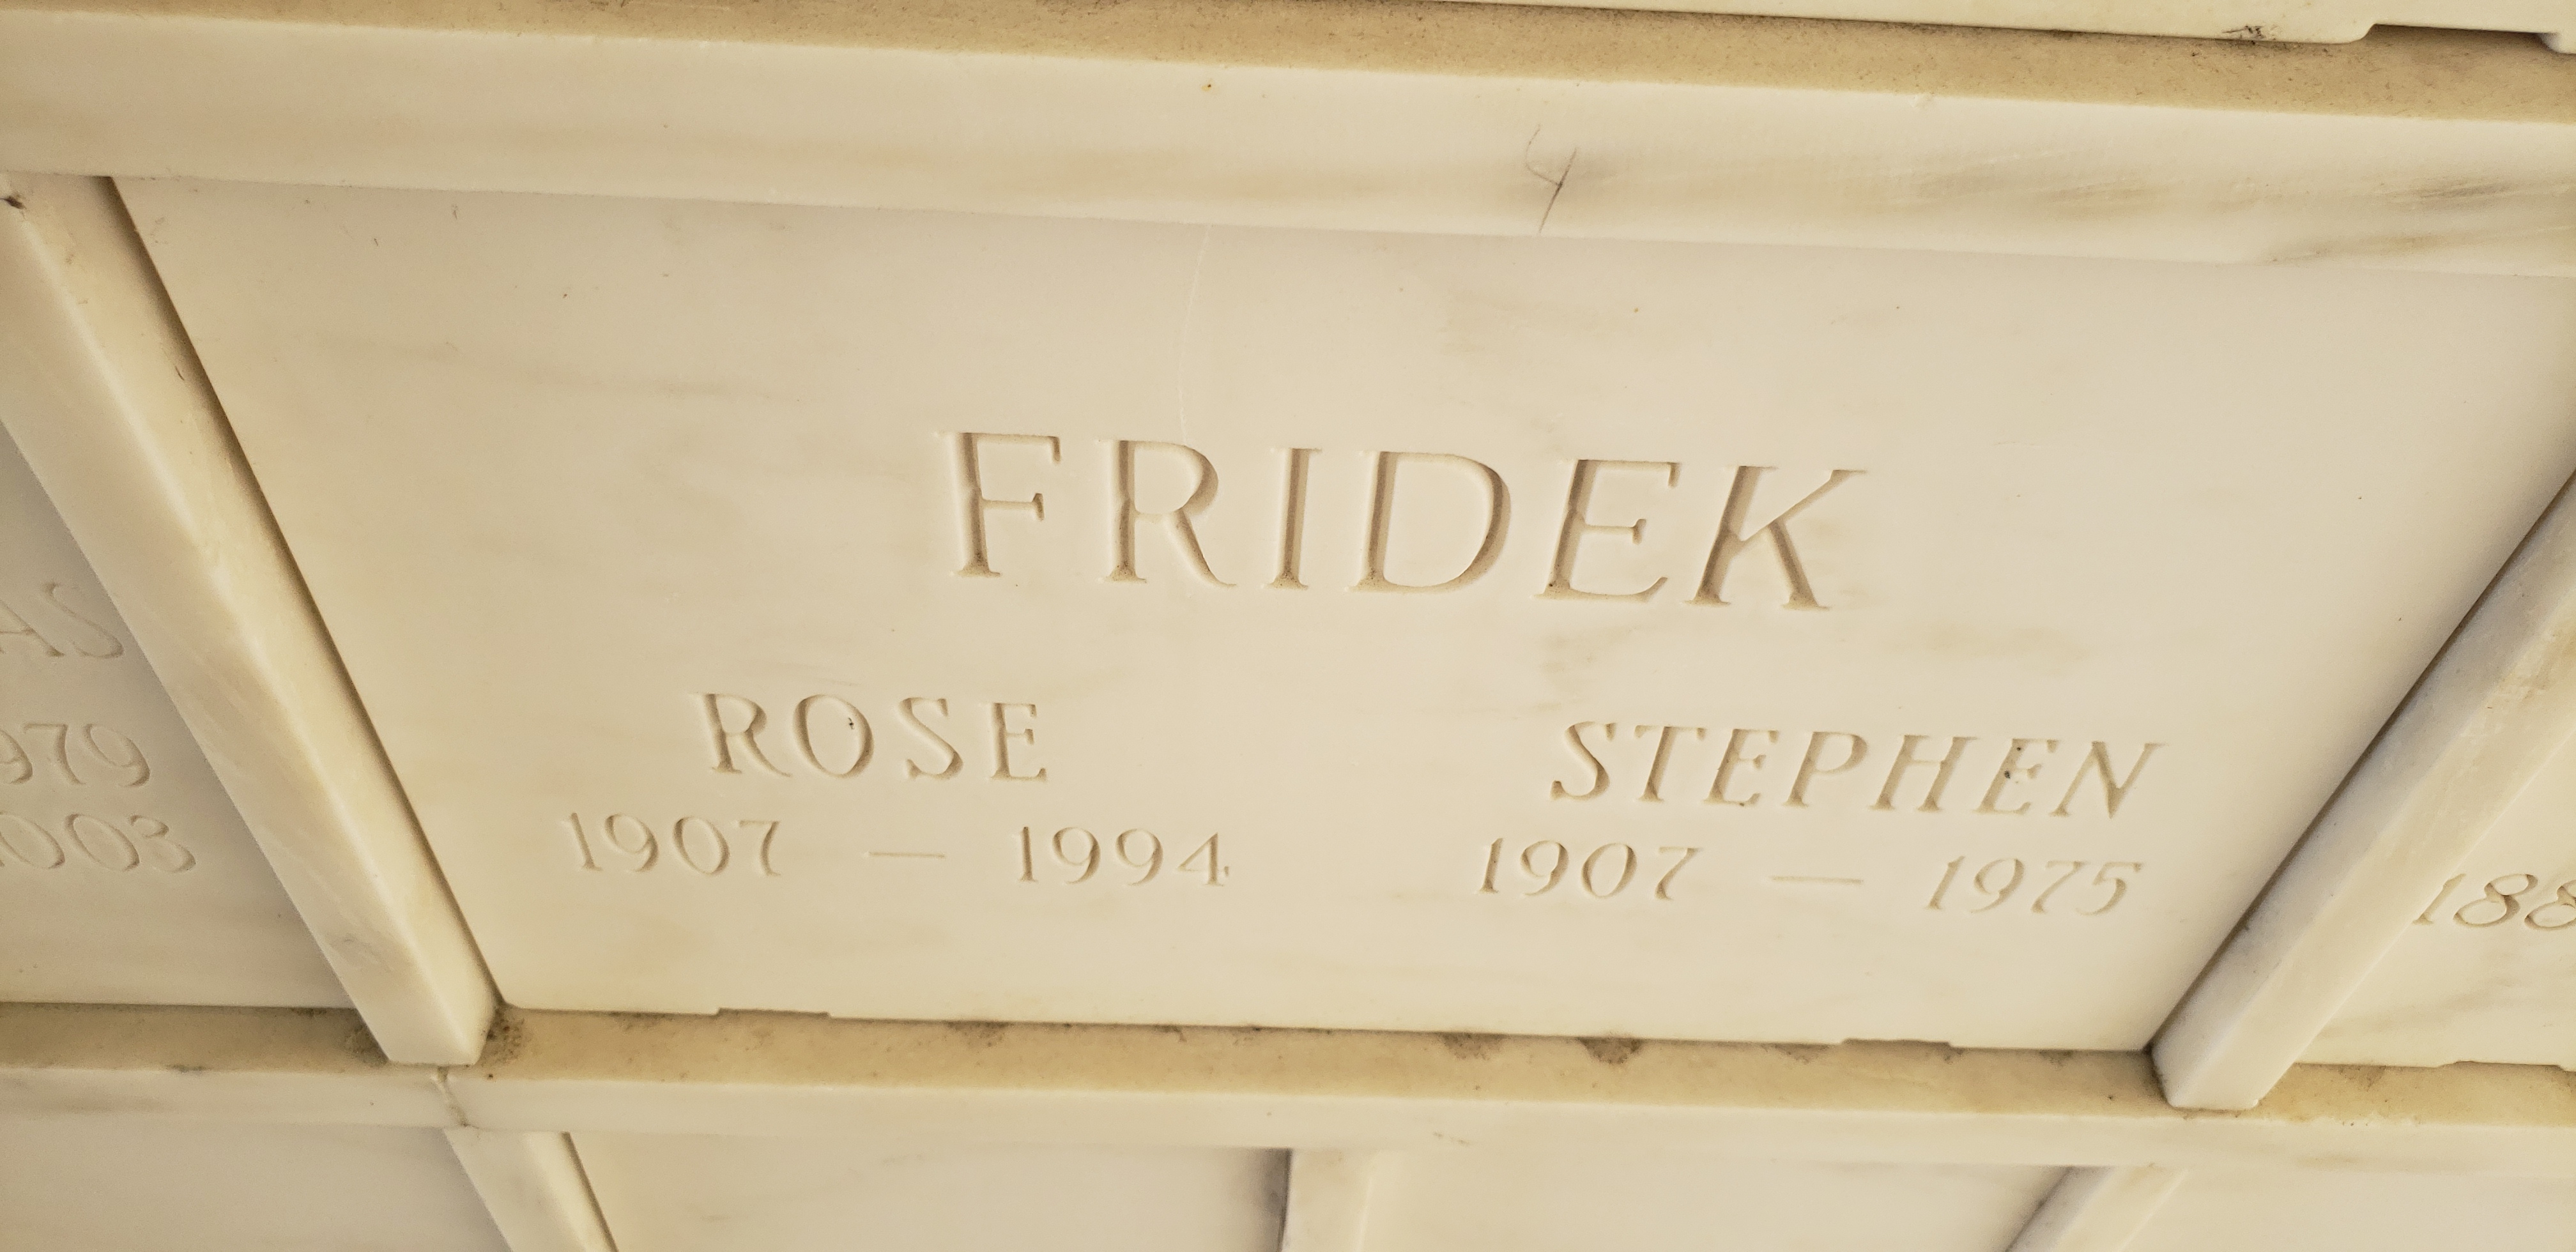 FRIDEK
ROSE
STEPHEN
1907 — 1994
1907 — 1975